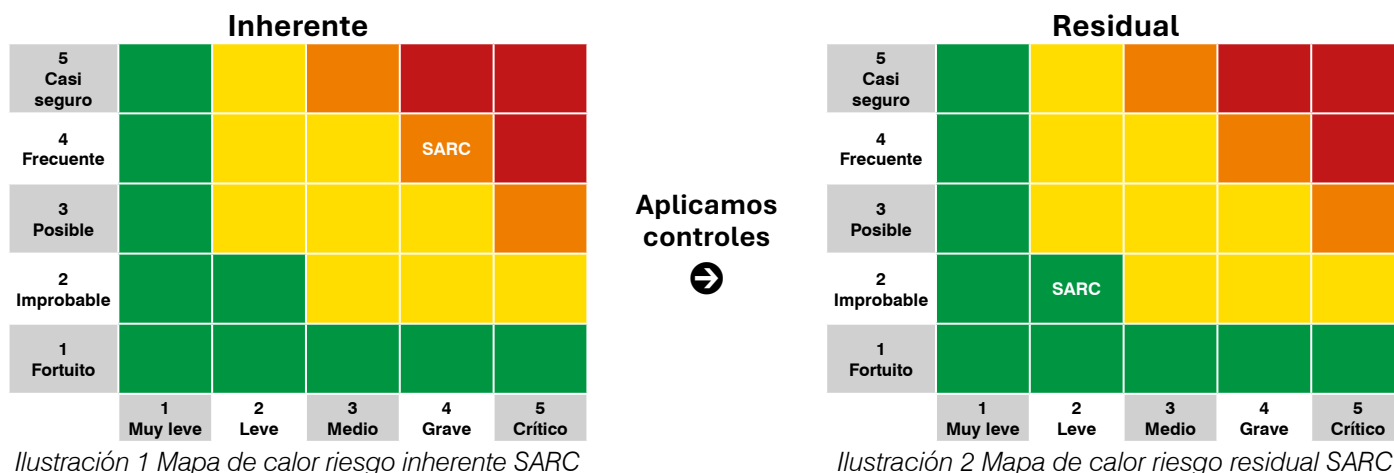 Inherente
5
Casi
seguro
4
Frecuente
SARC
3
Posible
2
Improbable
1
Fortuito
1
Muy leve
2
Leve
3
Medio
4
Grave
5
Crítico
Ilustración 1 Mapa de calor riesgo inherente SARC
Aplicamos
controles
Residual
5
Casi
seguro
4
Frecuente
3
Posible
2
Improbable
SARC
1
Fortuito
1
Muy leve
2
Leve
3
Medio
4
Grave
5
Crítico
Ilustración 2 Mapa de calor riesgo residual SARC